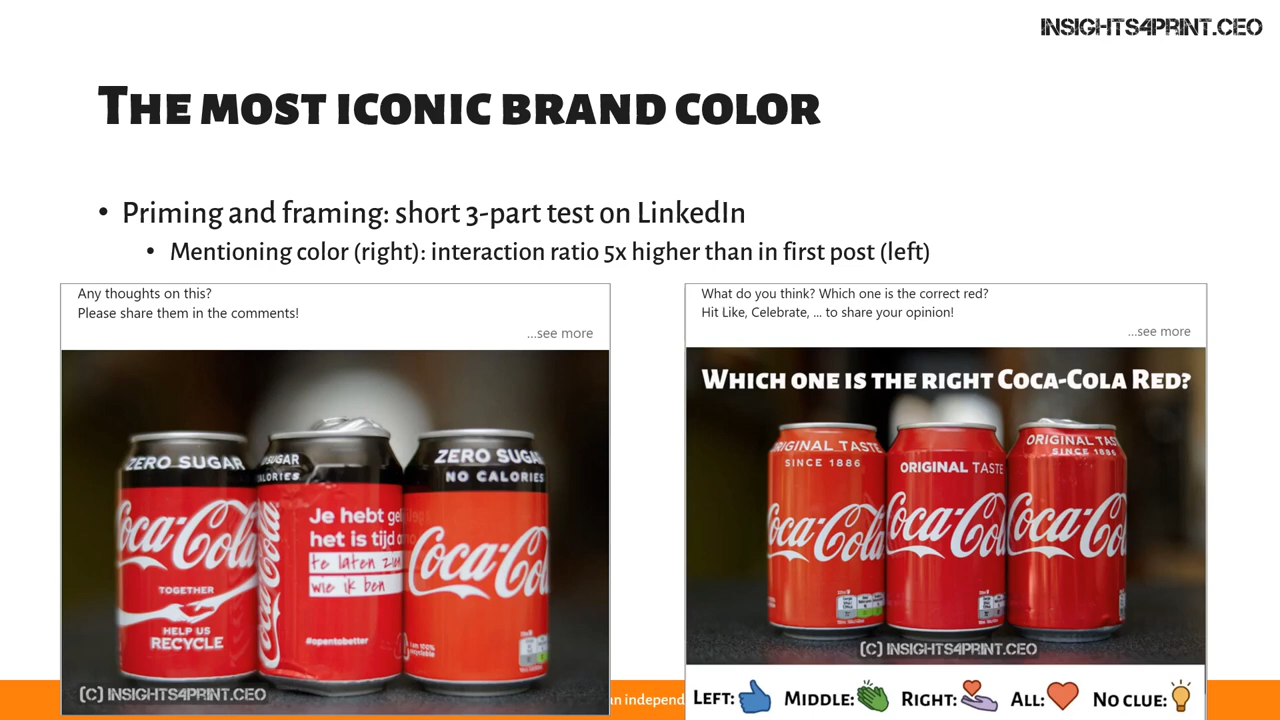 INSIGHTS4PRINT.CEO
The most iconic brand color
• Priming and framing: short 3-part test on LinkedIn
• Mentioning color (right): interaction ratio 5x higher than in first post (left)
Any thoughts on this?
Please share them in the comments!
...see more
ZERO SUGAR
Coca-Cola
TOGETHER
HELP US
RECYCLE
SUGAR
Coca-Cola
Je hebt
het is tijd
te laten
wie ik ben
#opentobetter
ZERO SUGAR
NO CALORIES
Coca-Cola
(C) INSIGHTS4PRINT.CEO
What do you think? Which one is the correct red?
Hit Like, Celebrate, ... to share your opinion!
...see more
Which one is the right Coca-Cola Red?
ORIGINAL TASTE
SINCE 1886
Coca-Cola
ORIGINAL TASTE
Coca-Cola
ORIGINAL TAS
SINCE 1886
Coca-Cola
(C) INSIGHTS4PRINT.CEO
Left: Middle: Right: All: No clue:
an independ